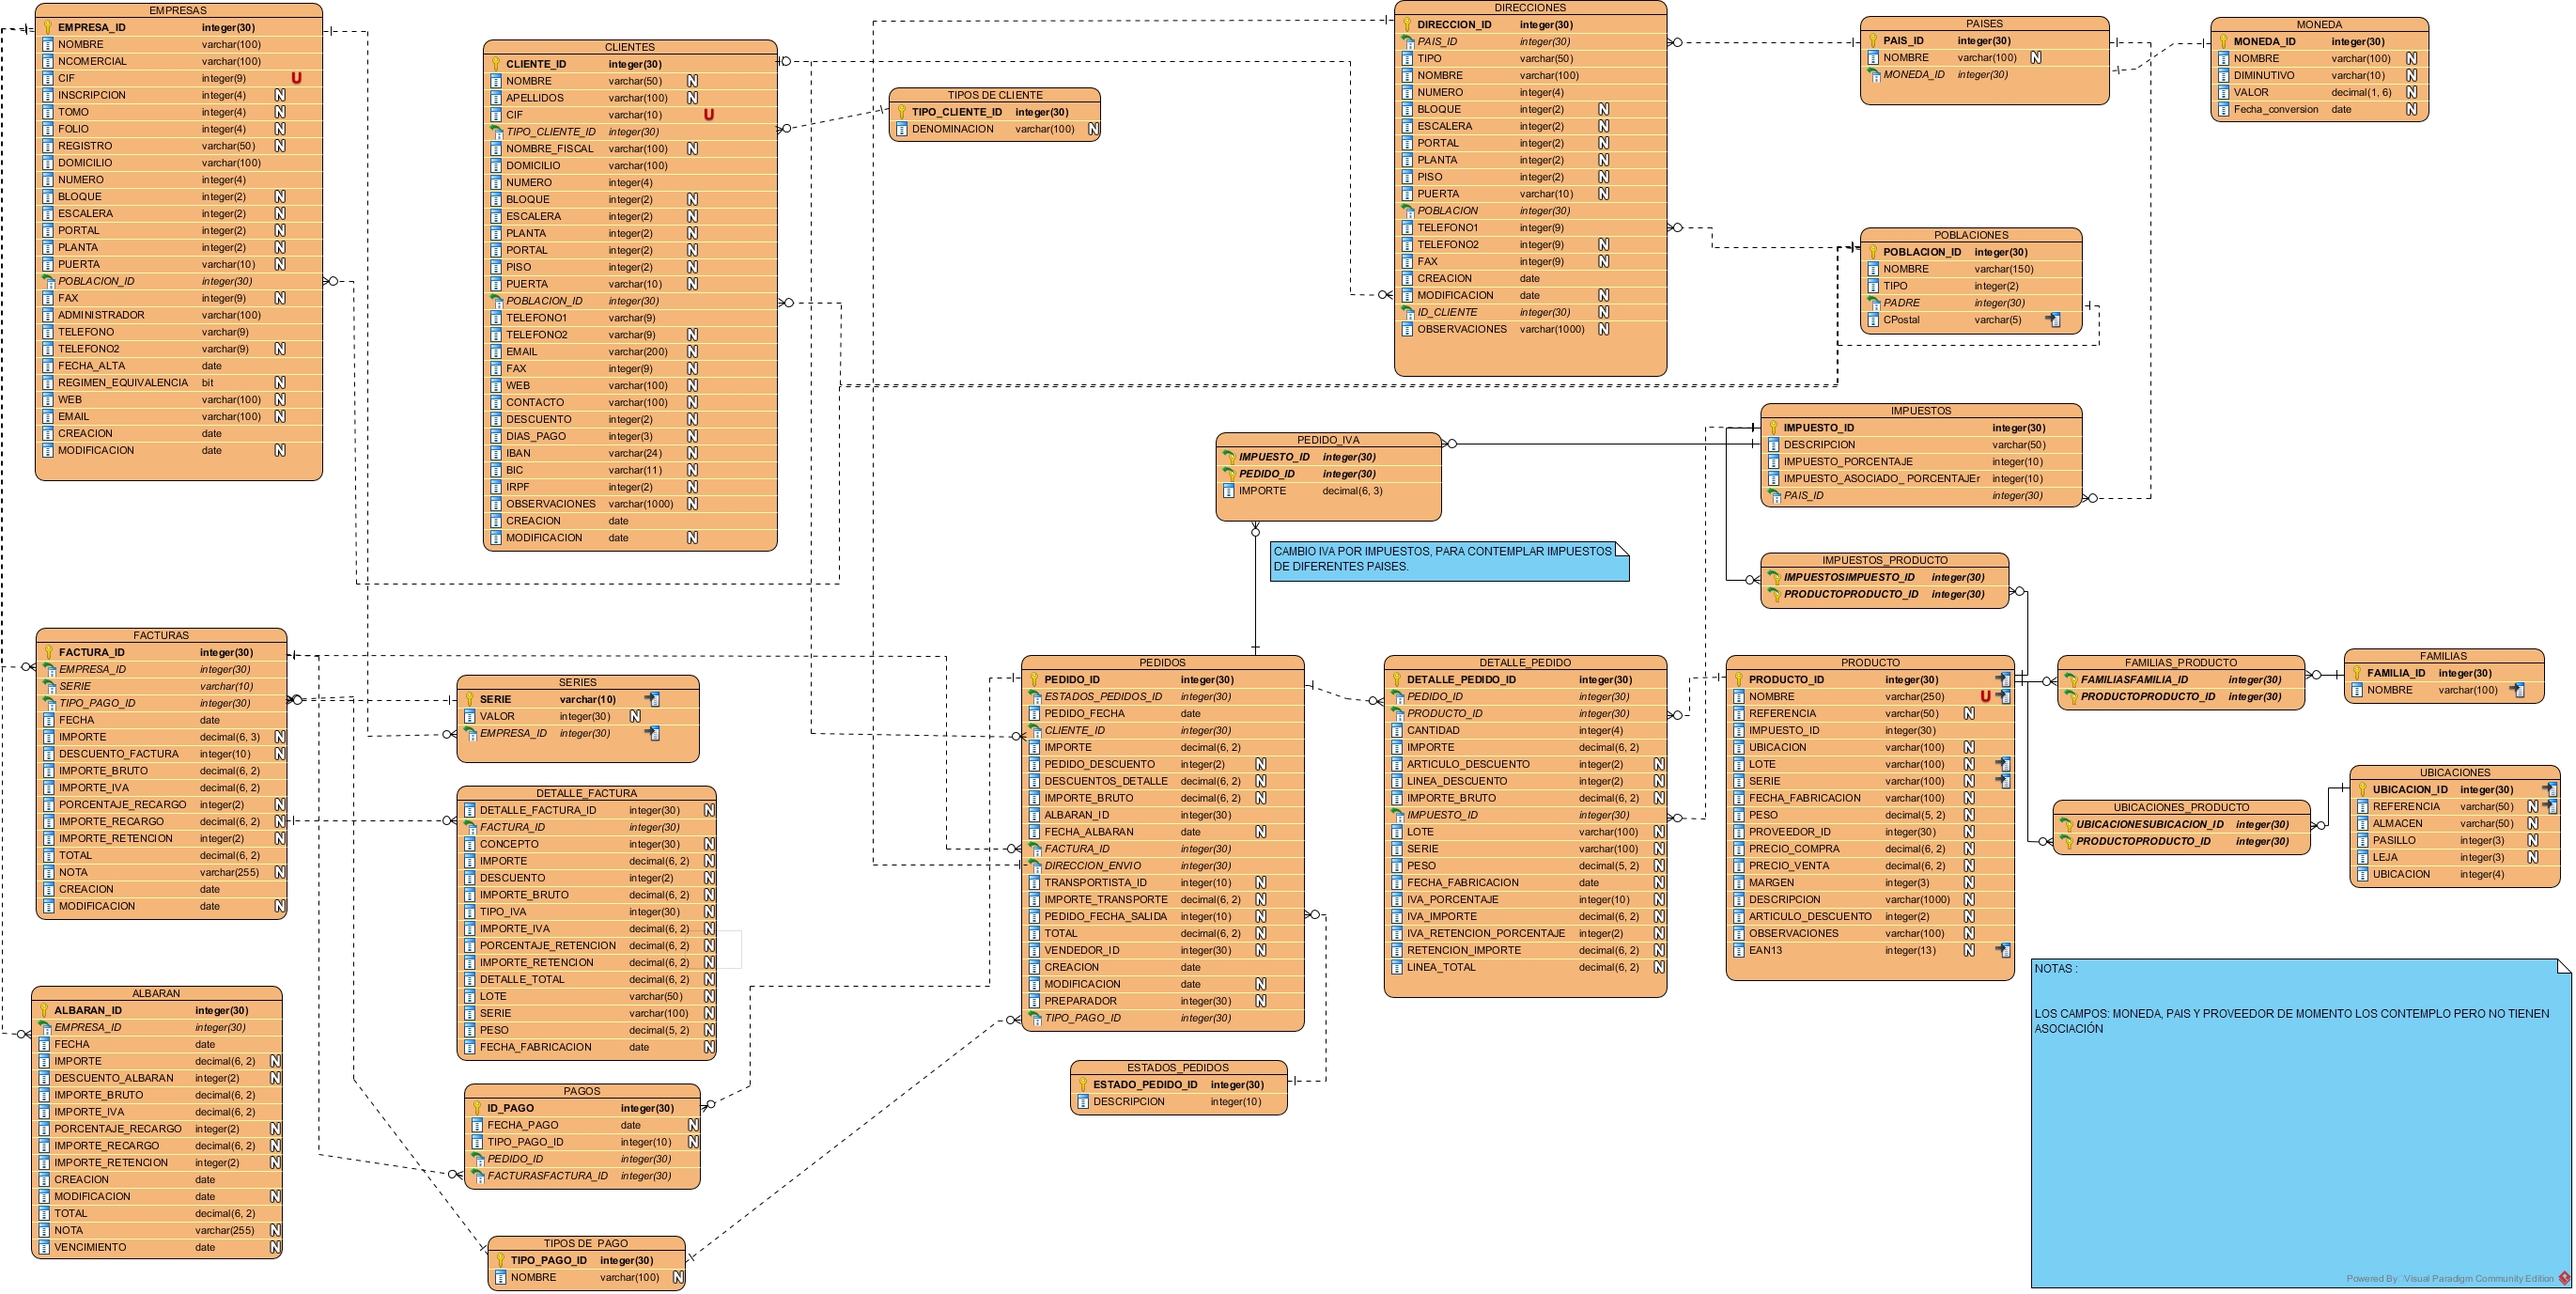 EMPRESAS
EMPRESA_ID integer(30)
NOMBRE varchar(100)
NCOMERCIAL varchar(100)
CIF integer(9) U
INSCRIPCION integer(4) N
TOMO integer(4) N
FOLIO integer(4) N
REGISTRO varchar(50) N
DOMICILIO varchar(100)
NUMERO integer(4)
BLOQUE integer(2) N
ESCALERA integer(2) N
PORTAL integer(2) N
PLANTA integer(2) N
PUERTA varchar(10) N
POBLACION_ID integer(30)
FAX integer(9) N
ADMINISTRADOR varchar(100)
TELEFONO varchar(9)
TELEFONO2 varchar(9) N
FECHA_ALTA date
REGIMEN_EQUIVALENCIA bit N
WEB varchar(100) N
EMAIL varchar(100) N
CREACION date
MODIFICACION date N
CLIENTES
CLIENTE_ID integer(30)
NOMBRE varchar(50) N
APELLIDOS varchar(100) N
CIF varchar(10) U
TIPO_CLIENTE_ID integer(30)
NOMBRE_FISCAL varchar(100) N
DOMICILIO varchar(100)
NUMERO integer(4)
BLOQUE integer(2) N
ESCALERA integer(2) N
PLANTA integer(2) N
PORTAL integer(2) N
PISO integer(2) N
PUERTA varchar(10) N
POBLACION_ID integer(30)
TELEFONO1 varchar(9)
TELEFONO2 varchar(9) N
EMAIL varchar(200) N
FAX integer(9) N
WEB varchar(100) N
CONTACTO varchar(100) N
DESCUENTO integer(2) N
DIAS_PAGO integer(3) N
IBAN varchar(24) N
BIC varchar(11) N
IRPF integer(2) N
OBSERVACIONES varchar(1000) N
CREACION date
MODIFICACION date N
TIPOS DE CLIENTE
TIPO_CLIENTE_ID integer(30)
DENOMINACION varchar(100) N
DIRECCIONES
DIRECCION_ID integer(30)
PAIS_ID integer(30)
TIPO varchar(50)
NOMBRE varchar(100)
NUMERO integer(4)
BLOQUE integer(2) N
ESCALERA integer(2) N
PORTAL integer(2) N
PLANTA integer(2) N
PISO integer(2) N
PUERTA varchar(10) N
POBLACION integer(30)
TELEFONO1 integer(9)
TELEFONO2 integer(9) N
FAX integer(9) N
CREACION date
MODIFICACION date N
ID_CLIENTE integer(30) N
OBSERVACIONES varchar(1000) N
PAISES
PAIS_ID integer(30)
NOMBRE varchar(100) N
MONEDA_ID integer(30)
MONEDA
MONEDA_ID integer(30)
NOMBRE varchar(100) N
DIMINUTIVO varchar(10) N
VALOR decimal(1, 6) N
Fecha_conversion date N
POBLACIONES
POBLACION_ID integer(30)
NOMBRE varchar(150)
TIPO integer(2)
PADRE integer(30)
CPostal varchar(5)
IMPUESTOS
IMPUESTO_ID integer(30)
DESCRIPCION varchar(50)
IMPUESTO_PORCENTAJE integer(10)
IMPUESTO_ASOCIADO_ PORCENTAJEr integer(10)
PAIS_ID integer(30)
PEDIDO_IVA
IMPUESTO_ID integer(30)
PEDIDO_ID integer(30)
IMPORTE decimal(6, 3)
CAMBIO IVA POR IMPUESTOS, PARA CONTEMPLAR IMPUESTOS
DE DIFERENTES PAISES.
IMPUESTOS_PRODUCTO
IMPUESTOSIMPUESTO_ID integer(30)
PRODUCTOPRODUCTO_ID integer(30)
FACTURAS
FACTURA_ID integer(30)
EMPRESA_ID integer(30)
SERIE varchar(10)
TIPO_PAGO_ID integer(30)
FECHA date
IMPORTE decimal(6, 3) N
DESCUENTO_FACTURA integer(10) N
IMPORTE_BRUTO decimal(6, 2)
IMPORTE_IVA decimal(6, 2)
PORCENTAJE_RECARGO integer(2) N
IMPORTE_RECARGO decimal(6, 2) N
IMPORTE_RETENCION integer(2) N
TOTAL decimal(6, 2)
NOTA varchar(255) N
CREACION date
MODIFICACION date N
SERIES
SERIE varchar(10)
VALOR integer(30) N
EMPRESA_ID integer(30)
DETALLE_FACTURA
DETALLE_FACTURA_ID integer(30) N
FACTURA_ID integer(30)
CONCEPTO integer(30) N
IMPORTE decimal(6, 2) N
DESCUENTO integer(2) N
IMPORTE_BRUTO decimal(6, 2) N
TIPO_IVA integer(30) N
IMPORTE_IVA decimal(6, 2) N
PORCENTAJE_RETENCION decimal(6, 2) N
IMPORTE_RETENCION decimal(6, 2) N
DETALLE_TOTAL decimal(6, 2) N
LOTE varchar(50) N
SERIE varchar(100) N
PESO decimal(5, 2) N
FECHA_FABRICACION date N
ALBARAN
ALBARAN_ID integer(30)
EMPRESA_ID integer(30)
FECHA date
IMPORTE decimal(6, 2) N
DESCUENTO_ALBARAN integer(2) N
IMPORTE_BRUTO decimal(6, 2)
IMPORTE_IVA decimal(6, 2)
PORCENTAJE_RECARGO integer(2) N
IMPORTE_RECARGO decimal(6, 2) N
IMPORTE_RETENCION integer(2) N
CREACION date
MODIFICACION date N
TOTAL decimal(6, 2)
NOTA varchar(255) N
VENCIMIENTO date N
PAGOS
ID_PAGO integer(30)
FECHA_PAGO date N
TIPO_PAGO_ID integer(10) N
PEDIDO_ID integer(30)
FACTURASFACTURA_ID integer(30)
TIPOS DE PAGO
TIPO_PAGO_ID integer(30)
NOMBRE varchar(100) N
PEDIDOS
PEDIDO_ID integer(30)
ESTADOS_PEDIDOS_ID integer(30)
PEDIDO_FECHA date
CLIENTE_ID integer(30)
IMPORTE decimal(6, 2)
PEDIDO_DESCUENTO integer(2) N
DESCUENTOS_DETALLE decimal(6, 2) N
IMPORTE_BRUTO decimal(6, 2) N
ALBARAN_ID integer(30)
FECHA_ALBARAN date N
FACTURA_ID integer(30)
DIRECCION_ENVIO integer(30)
TRANSPORTISTA_ID integer(10) N
IMPORTE_TRANSPORTE decimal(6, 2) N
PEDIDO_FECHA_SALIDA integer(10) N
TOTAL decimal(6, 2) N
VENDEDOR_ID integer(30) N
CREACION date
MODIFICACION date N
PREPARADOR integer(30) N
TIPO_PAGO_ID integer(30)
ESTADOS_PEDIDOS
ESTADO_PEDIDO_ID integer(30)
DESCRIPCION integer(10)
DETALLE_PEDIDO
DETALLE_PEDIDO_ID integer(30)
PEDIDO_ID integer(30)
PRODUCTO_ID integer(30)
CANTIDAD integer(4)
IMPORTE decimal(6, 2)
ARTICULO_DESCUENTO integer(2) N
LINEA_DESCUENTO integer(2) N
IMPORTE_BRUTO decimal(6, 2) N
IMPUESTO_ID integer(30)
LOTE varchar(100) N
SERIE varchar(100) N
PESO decimal(5, 2) N
FECHA_FABRICACION date N
IVA_PORCENTAJE integer(10) N
IVA_IMPORTE decimal(6, 2) N
IVA_RETENCION_PORCENTAJE integer(2) N
RETENCION_IMPORTE decimal(6, 2) N
LINEA_TOTAL decimal(6, 2) N
PRODUCTO
PRODUCTO_ID integer(30)
NOMBRE varchar(250) U
REFERENCIA varchar(50) N
IMPUESTO_ID integer(30)
UBICACION varchar(100) N
LOTE varchar(100) N
SERIE varchar(100) N
FECHA_FABRICACION varchar(100) N
PESO decimal(5, 2) N
PROVEEDOR_ID integer(30) N
PRECIO_COMPRA decimal(6, 2) N
PRECIO_VENTA decimal(6, 2) N
MARGEN integer(3) N
DESCRIPCION varchar(1000) N
ARTICULO_DESCUENTO integer(2) N
OBSERVACIONES varchar(100) N
EAN13 integer(13) N
FAMILIAS_PRODUCTO
FAMILIASFAMILIA_ID integer(30)
PRODUCTOPRODUCTO_ID integer(30)
FAMILIAS
FAMILIA_ID integer(30)
NOMBRE varchar(100)
UBICACIONES_PRODUCTO
UBICACIONESUBICACION_ID integer(30)
PRODUCTOPRODUCTO_ID integer(30)
UBICACIONES
UBICACION_ID integer(30)
REFERENCIA varchar(50) N
ALMACEN varchar(50) N
PASILLO integer(3) N
LEJA integer(3) N
UBICACION integer(4)
NOTAS :
LOS CAMPOS: MONEDA, PAIS Y PROVEEDOR DE MOMENTO LOS CONTEMPLO PERO NO TIENEN
ASOCIACIÓN
Powered By Visual Paradigm Community Edition